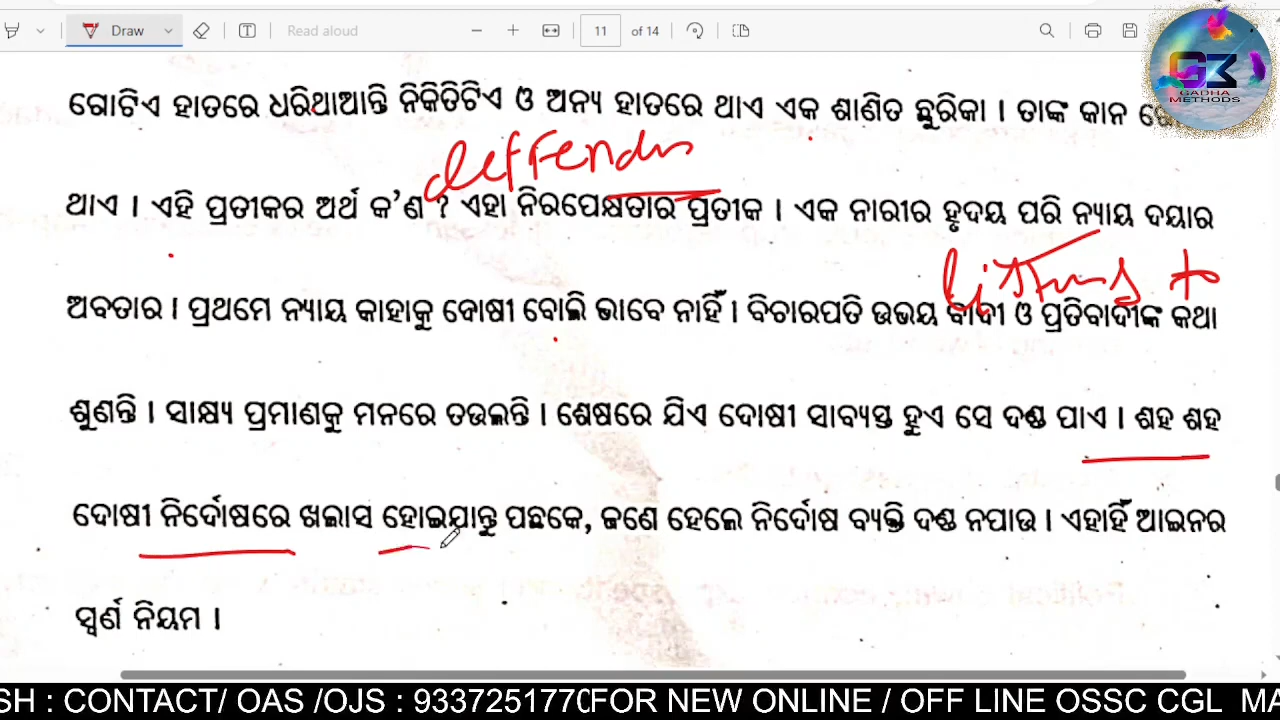 Draw
Read aloud
11 of 14
G3
GADHA
METHODS
ଗୋଟିଏ ହାତରେ ଧରିଥାଆନ୍ତି ନିକିତିଟିଏ ଓ ଅନ୍ୟ ହାତରେ ଥାଏ ଏକ ଶାଣିତ ଛୁରିକା । ତାଙ୍କ କାନ
deffendus
ଥାଏ । ଏହି ପ୍ରତୀକର ଅର୍ଥ କ'ଣ ? ଏହା ନିରପେକ୍ଷତାର ପ୍ରତୀକ । ଏକ ନାରୀର ହୃଦୟ ପରି ନ୍ୟାୟ ଦୟାର
to
ଅବତାର । ପ୍ରଥମେ ନ୍ୟାୟ କାହାକୁ ଦୋଷୀ ବୋଲି ଭାବେ ନାହିଁ । ବିଚାରପତି ଉଭୟ ବାଦୀ ଓ ପ୍ରତିବାଦୀଙ୍କ କଥା
ଶୁଣନ୍ତି । ସାକ୍ଷ୍ୟ ପ୍ରମାଣକୁ ମନରେ ତଉଲନ୍ତି । ଶେଷରେ ଯିଏ ଦୋଷୀ ସାବ୍ୟସ୍ତ ହୁଏ ସେ ଦଣ୍ଡ ପାଏ । ଶହ ଶହ
ଦୋଷୀ ନିର୍ଦୋଷରେ ଖଲାସ ହୋଇଯାନ୍ତୁ ପଛକେ, ଜଣେ ହେଲେ ନିର୍ଦୋଷ ବ୍ୟକ୍ତି ଦଣ୍ଡ ନପାଉ । ଏହାହିଁ ଆଇନର
ସ୍ୱର୍ଣ ନିୟମ ।
SH : CONTACT/ OAS /OJS : 9337251770 FOR NEW ONLINE / OFF LINE OSSC CGL MA